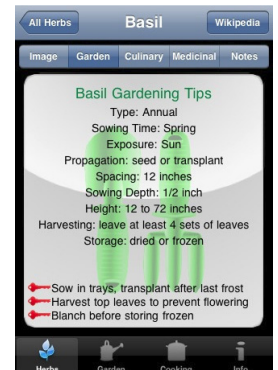 All Herbs Basil Wikipedia
Image Garden Culinary Medicinal Notes
Basil Gardening Tips
Type: Annual
Sowing Time: Spring
Exposure: Sun
Propagation: seed or transplant
Spacing: 12 inches
Sowing Depth: 1/2 inch
Height: 12 to 72 inches
Harvesting: leave at least 4 sets of leaves
Storage: dried or frozen
Sow in trays, transplant after last frost
Harvest top leaves to prevent flowering
Blanch before storing frozen
Herbs Garden Cooking Info